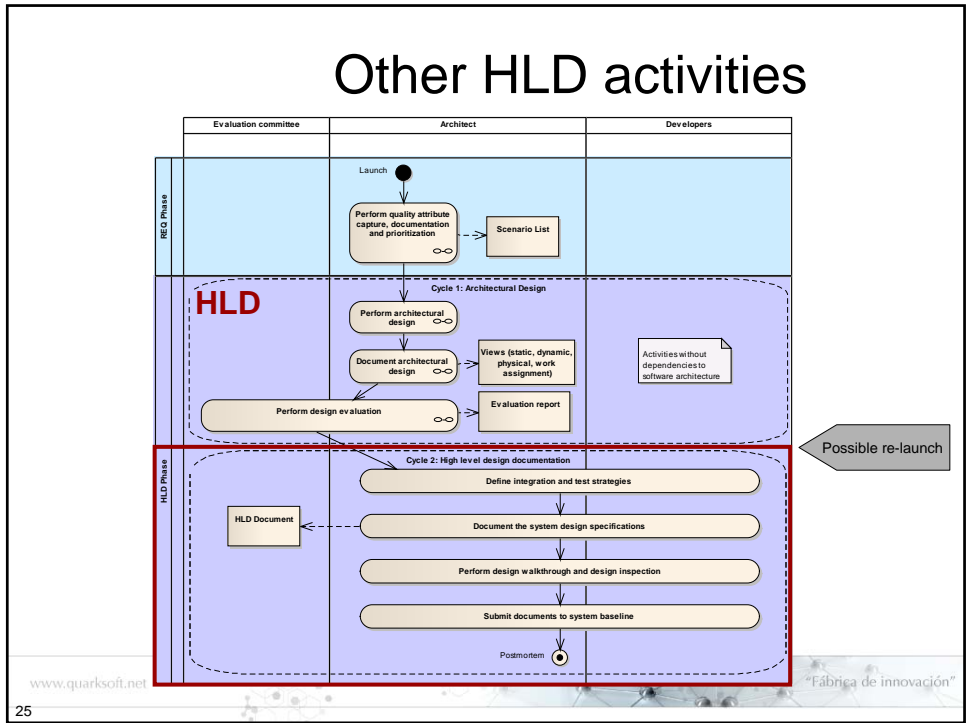 Other HLD activities
Evaluation committee
Architect
Developers
REQ Phase
Launch
Perform quality attribute
capture, documentation
and prioritization
Scenario List
HLD
Cycle 1: Architectural Design
Perform architectural
design
Document architectural
design
Views (static, dynamic,
physical, work
assignment)
Activities without
dependencies to
software architecture
Perform design evaluation
Evaluation report
Possible re-launch
HLD Phase
Cycle 2: High level design documentation
Define integration and test strategies
HLD Document
Document the system design specifications
Perform design walkthrough and design inspection
Submit documents to system baseline
Postmortem
www.quarksoft.net
"Fábrica de innovación"
25